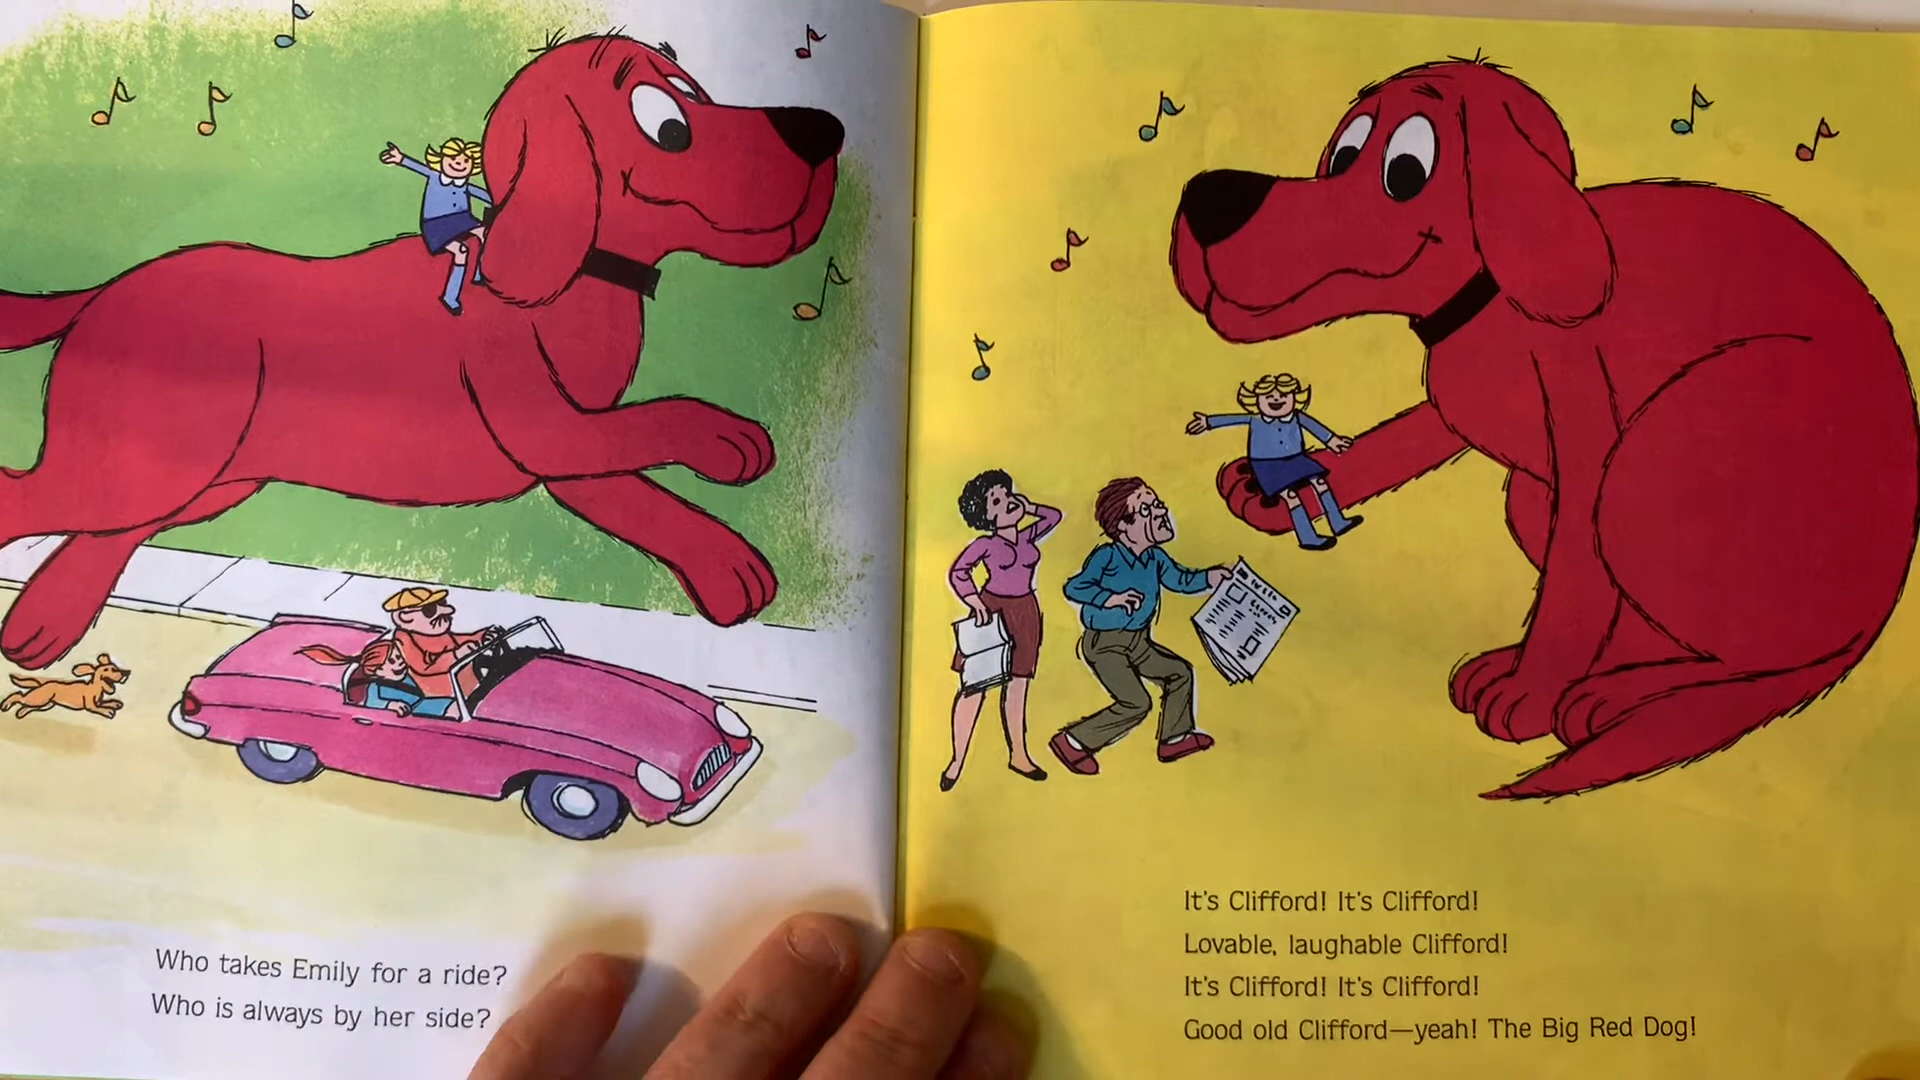 Who takes Emily for a ride?
Who is always by her side?
It's Clifford! It's Clifford!
Lovable, laughable Clifford!
It's Clifford! It's Clifford!
Good old Clifford—yeah! The Big Red Dog!